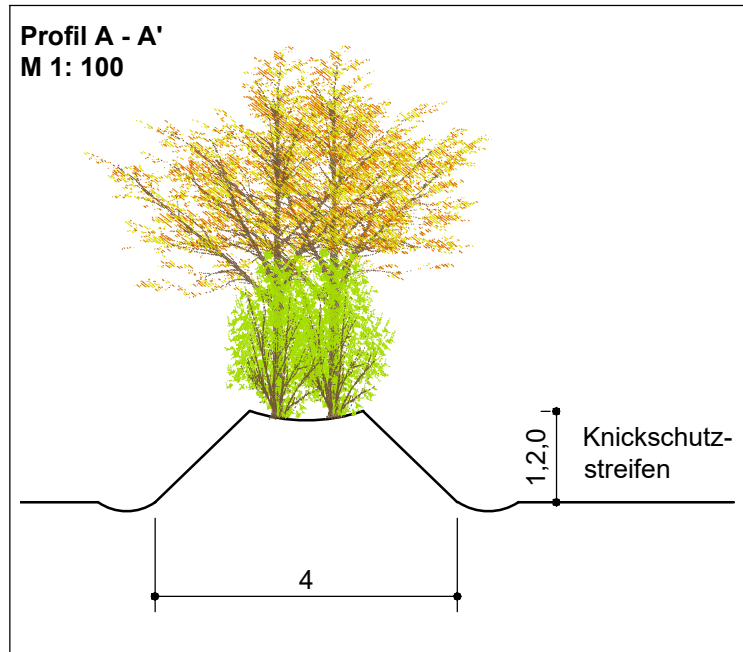 Profil A - A'
M 1: 100
1,2,0
Knickschutz-
streifen
4